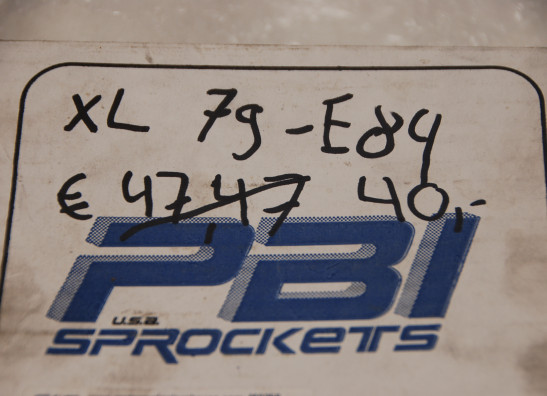 XL 79-E84
€ 47,47 40,-
PBI
U.S.A.
SPROCKETS